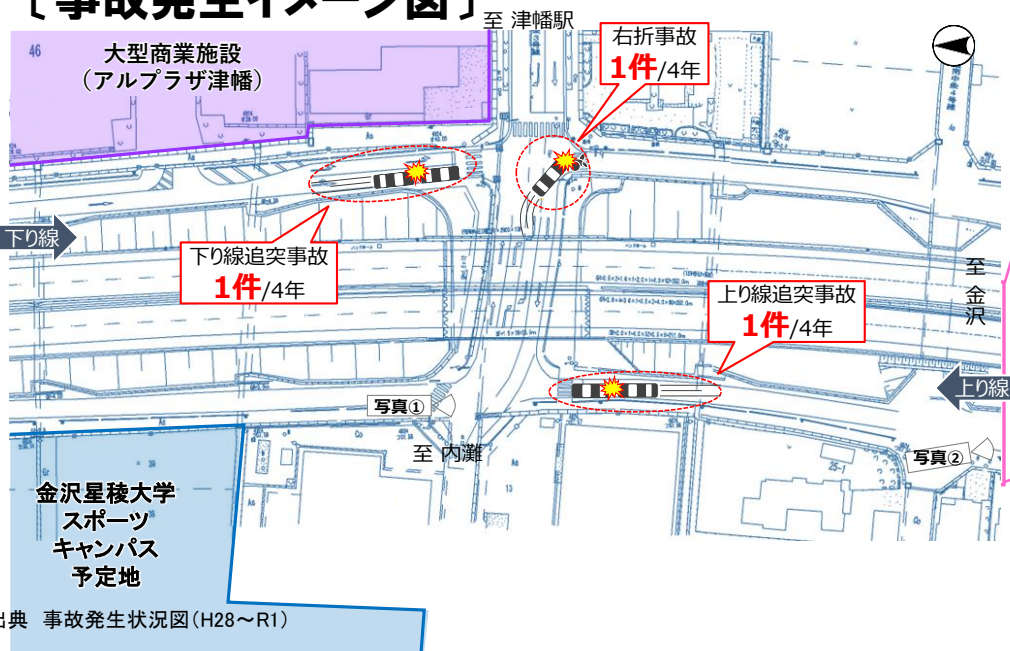 ［事故発生イメージ図］
至 津幡駅
46
大型商業施設
（アルプラザ津幡）
右折事故
1件/4年
下り線
下り線追突事故
1件/4年
至 金沢
上り線追突事故
1件/4年
上り線
写真①
至 内灘
写真②
25-1
13
金沢星稜大学
スポーツ
キャンパス
予定地
出典 事故発生状況図（H28～R1）